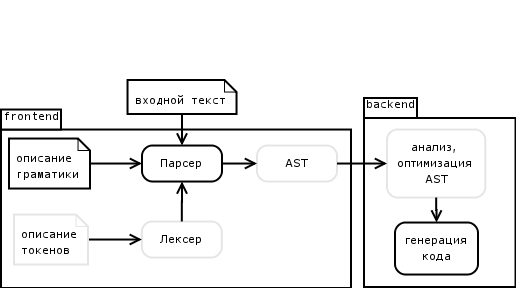 входной текст
frontend
backend
описание
граматики
Парсер
AST
анализ,
оптимизация
AST
описание
токенов
Лексер
генерация
кода